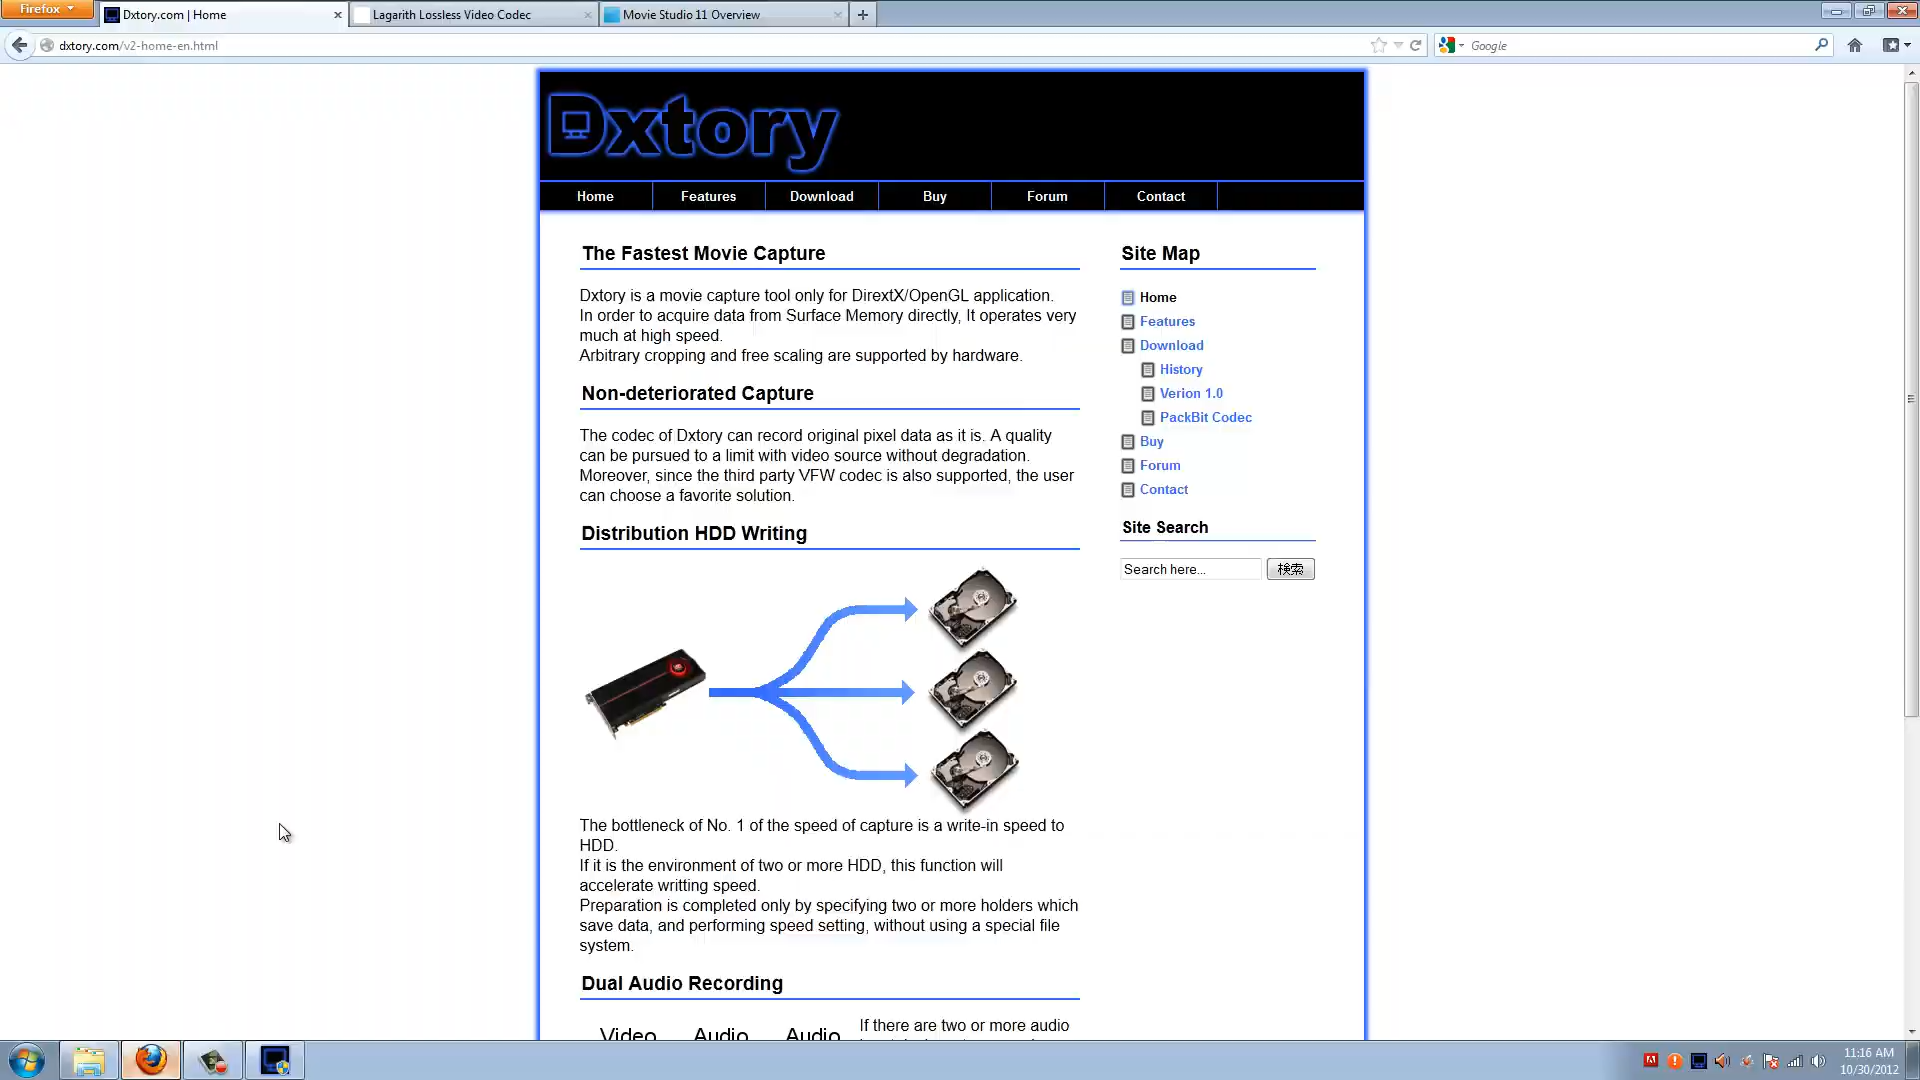 Firefox
Dxtory.com | Home
Lagarith Lossless Video Codec
Movie Studio 11 Overview
dxtory.com/v2-home-en.html
Google
Dxtory
Home Features Download Buy Forum Contact
The Fastest Movie Capture
Dxtory is a movie capture tool only for DirextX/OpenGL application.
In order to acquire data from Surface Memory directly, It operates very
much at high speed.
Arbitrary cropping and free scaling are supported by hardware.
Non-deteriorated Capture
The codec of Dxtory can record original pixel data as it is. A quality
can be pursued to a limit with video source without degradation.
Moreover, since the third party VFW codec is also supported, the user
can choose a favorite solution.
Distribution HDD Writing
The bottleneck of No. 1 of the speed of capture is a write-in speed to
HDD.
If it is the environment of two or more HDD, this function will
accelerate writting speed.
Preparation is completed only by specifying two or more holders which
save data, and performing speed setting, without using a special file
system.
Dual Audio Recording
Video Audio Audio
If there are two or more audio
Site Map
Home
Features
Download
History
Verion 1.0
PackBit Codec
Buy
Forum
Contact
Site Search
Search here...
検索
11:16 AM
10/30/2012